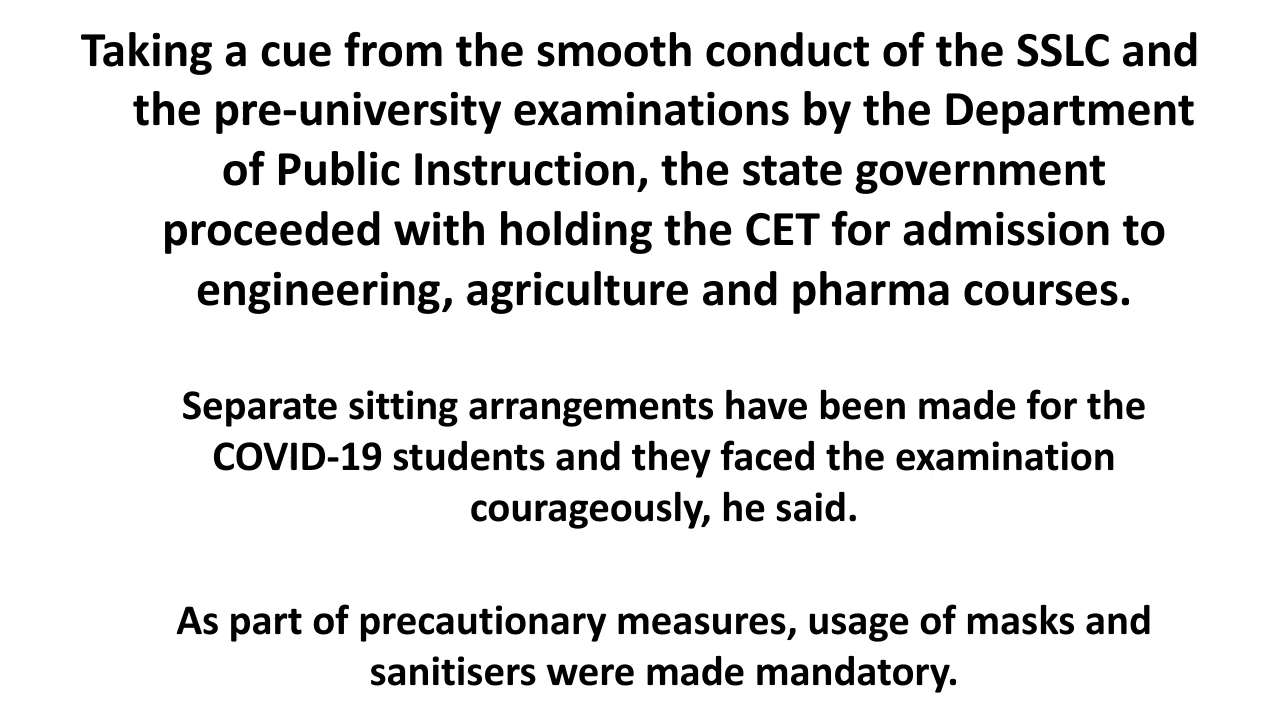 Taking a cue from the smooth conduct of the SSLC and
the pre-university examinations by the Department
of Public Instruction, the state government
proceeded with holding the CET for admission to
engineering, agriculture and pharma courses.
Separate sitting arrangements have been made for the
COVID-19 students and they faced the examination
courageously, he said.
As part of precautionary measures, usage of masks and
sanitisers were made mandatory.